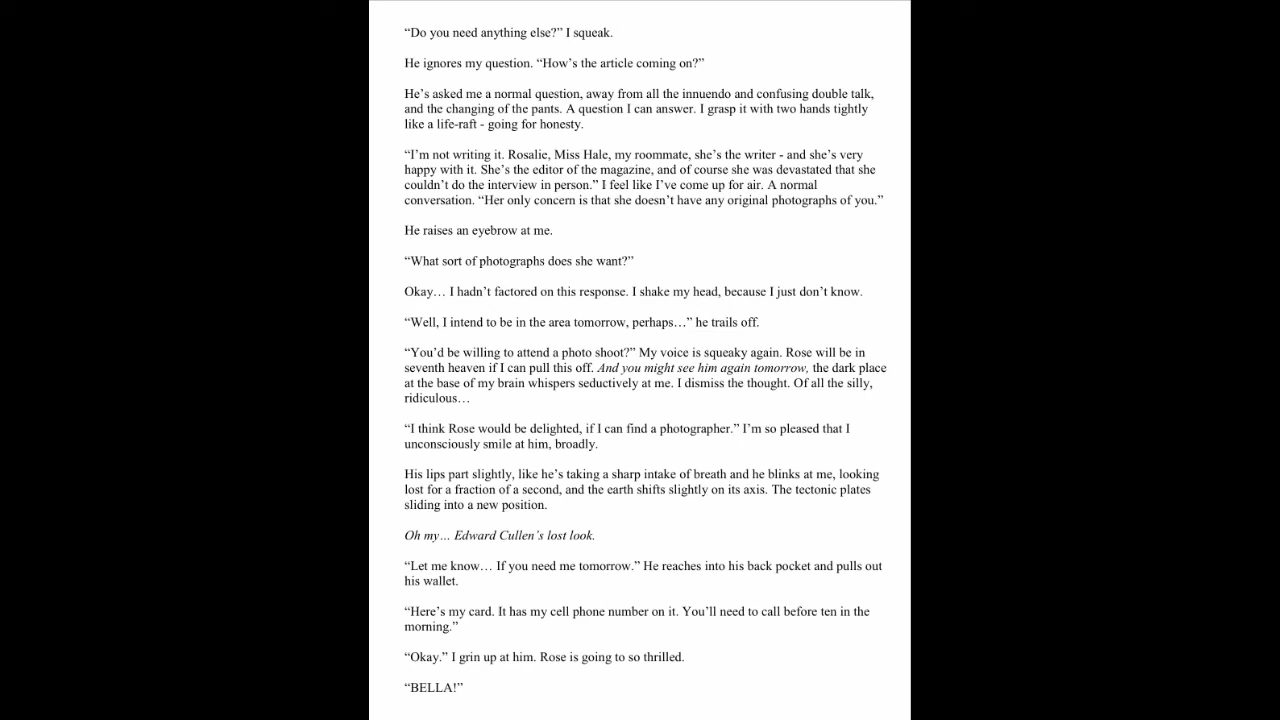 “Do you need anything else?” I squeak.
He ignores my question. “How’s the article coming on?”
He’s asked me a normal question, away from all the innuendo and confusing double talk,
and the changing of the pants. A question I can answer. I grasp it with two hands tightly
like a life-raft - going for honesty.
“I’m not writing it. Rosalie, Miss Hale, my roommate, she’s the writer - and she’s very
happy with it. She’s the editor of the magazine, and of course she was devastated that she
couldn’t do the interview in person.” I feel like I’ve come up for air. A normal
conversation. “Her only concern is that she doesn’t have any original photographs of you.”
He raises an eyebrow at me.
“What sort of photographs does she want?”
Okay… I hadn’t factored on this response. I shake my head, because I just don’t know.
“Well, I intend to be in the area tomorrow, perhaps…” he trails off.
“You’d be willing to attend a photo shoot?” My voice is squeaky again. Rose will be in
seventh heaven if I can pull this off. And you might see him again tomorrow, the dark place
at the base of my brain whispers seductively at me. I dismiss the thought. Of all the silly,
ridiculous…
“I think Rose would be delighted, if I can find a photographer.” I’m so pleased that I
unconsciously smile at him, broadly.
His lips part slightly, like he’s taking a sharp intake of breath and he blinks at me, looking
lost for a fraction of a second, and the earth shifts slightly on its axis. The tectonic plates
sliding into a new position.
Oh my… Edward Cullen’s lost look.
“Let me know… If you need me tomorrow.” He reaches into his back pocket and pulls out
his wallet.
“Here’s my card. It has my cell phone number on it. You’ll need to call before ten in the
morning.”
“Okay.” I grin up at him. Rose is going to so thrilled.
“BELLA!”